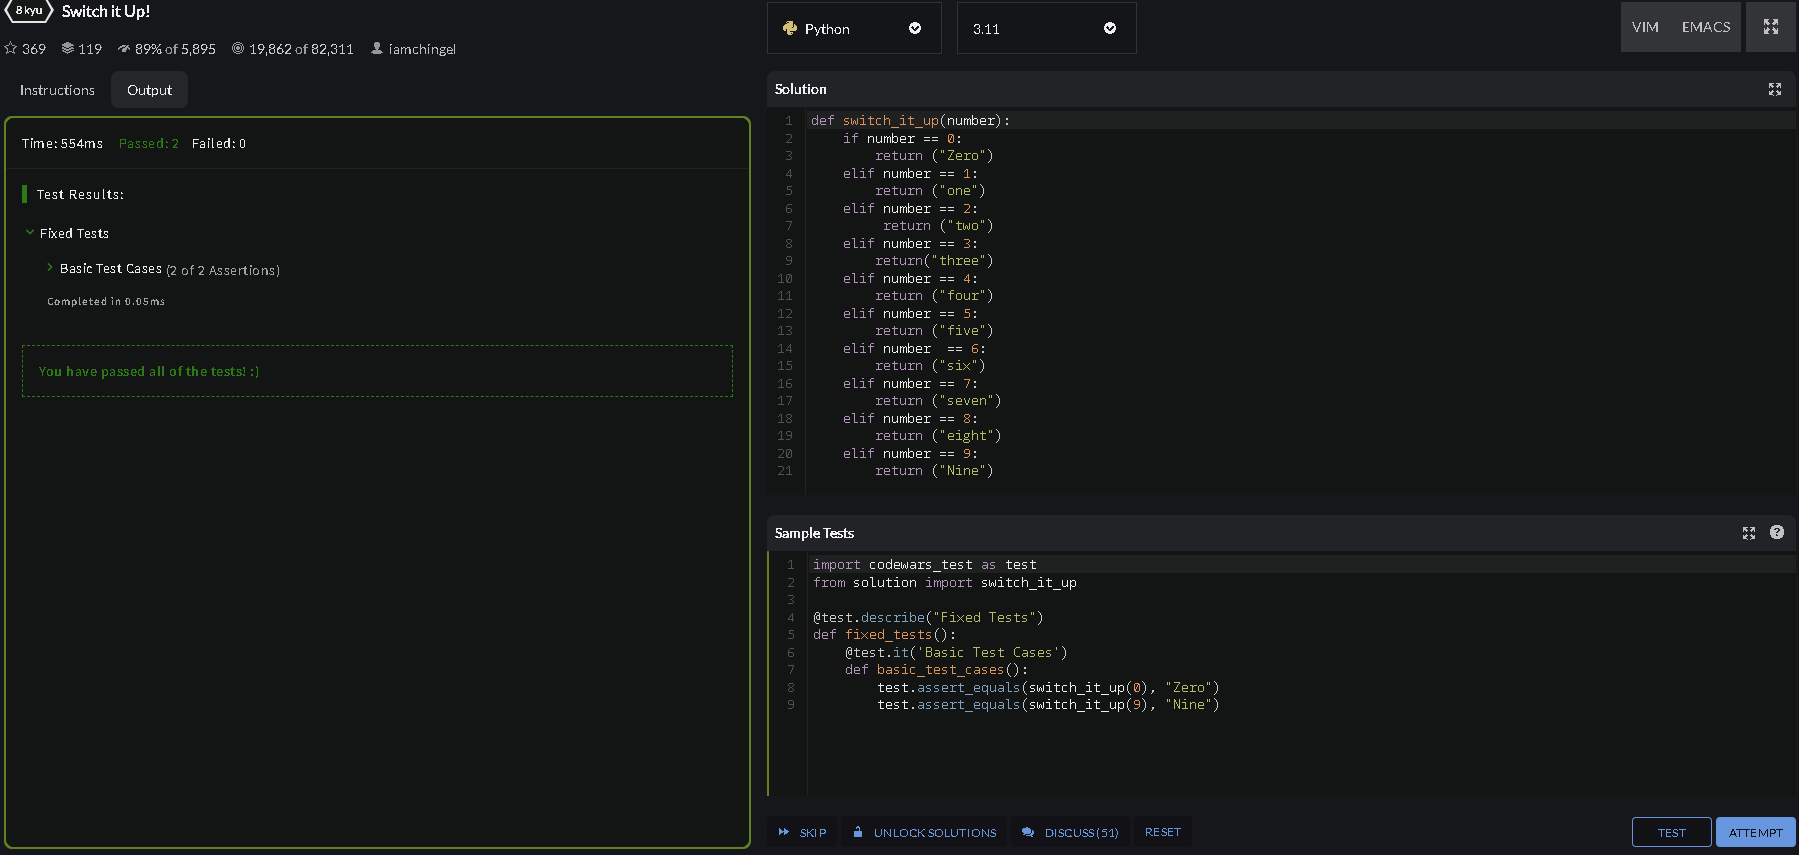 8 kyu Switch it Up!
369 119 89% of 5,895 19,862 of 82,311 iamchingel
Instructions Output
Time: 554ms Passed: 2 Failed: 0
Test Results:
Fixed Tests
Basic Test Cases (2 of 2 Assertions)
Completed in 0.05ms
You have passed all of the tests! :)
Python 3.11 VIM EMACS
Solution
1 def switch_it_up(number):
2     if number == 0:
3         return ("Zero")
4     elif number == 1:
5         return ("one")
6     elif number == 2:
7          return ("two")
8     elif number == 3:
9         return("three")
10     elif number == 4:
11         return ("four")
12     elif number == 5:
13         return ("five")
14     elif number  == 6:
15         return ("six")
16     elif number == 7:
17         return ("seven")
18     elif number == 8:
19         return ("eight")
20     elif number == 9:
21         return ("Nine")
Sample Tests ?
1 import codewars_test as test
2 from solution import switch_it_up
3
4 @test.describe("Fixed Tests")
5 def fixed_tests():
6     @test.it('Basic Test Cases')
7     def basic_test_cases():
8         test.assert_equals(switch_it_up(0), "Zero")
9         test.assert_equals(switch_it_up(9), "Nine")
SKIP UNLOCK SOLUTIONS DISCUSS (51) RESET TEST ATTEMPT